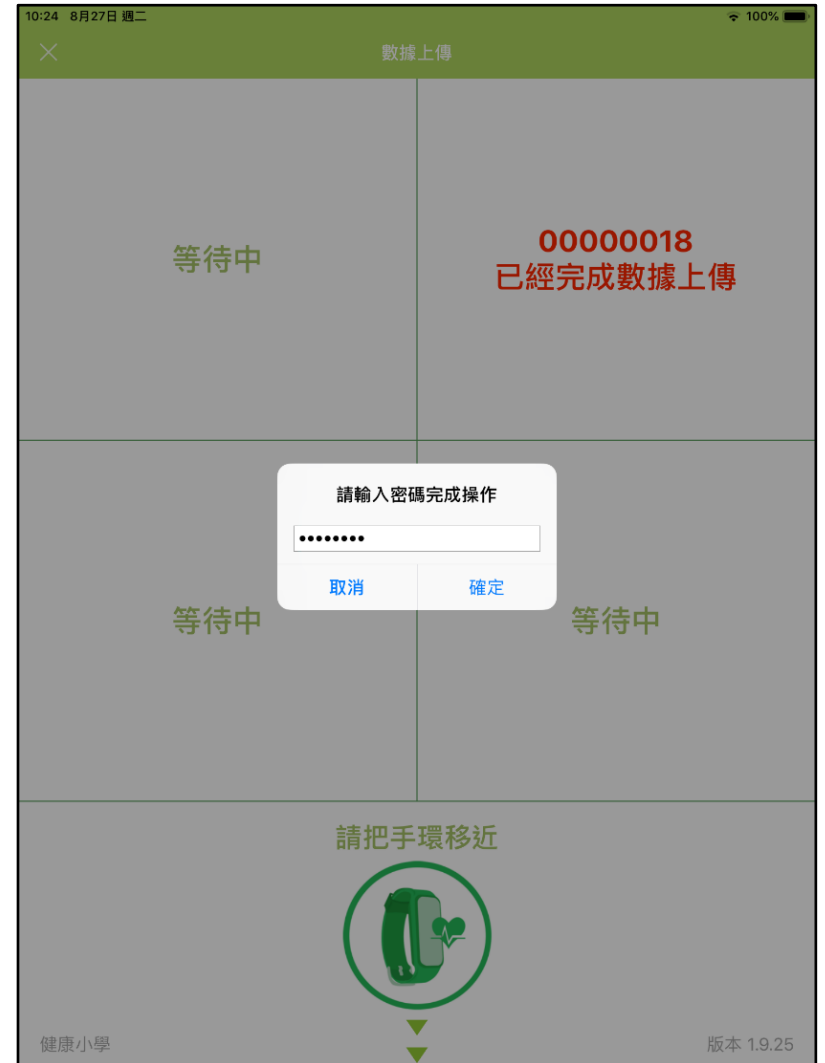 10:24 8月27日 週二
100%
數據上傳
等待中
00000018
已經完成數據上傳
請輸入密碼完成操作
••••••••
取消
確定
等待中
等待中
請把手環移近
健康小學
版本 1.9.25